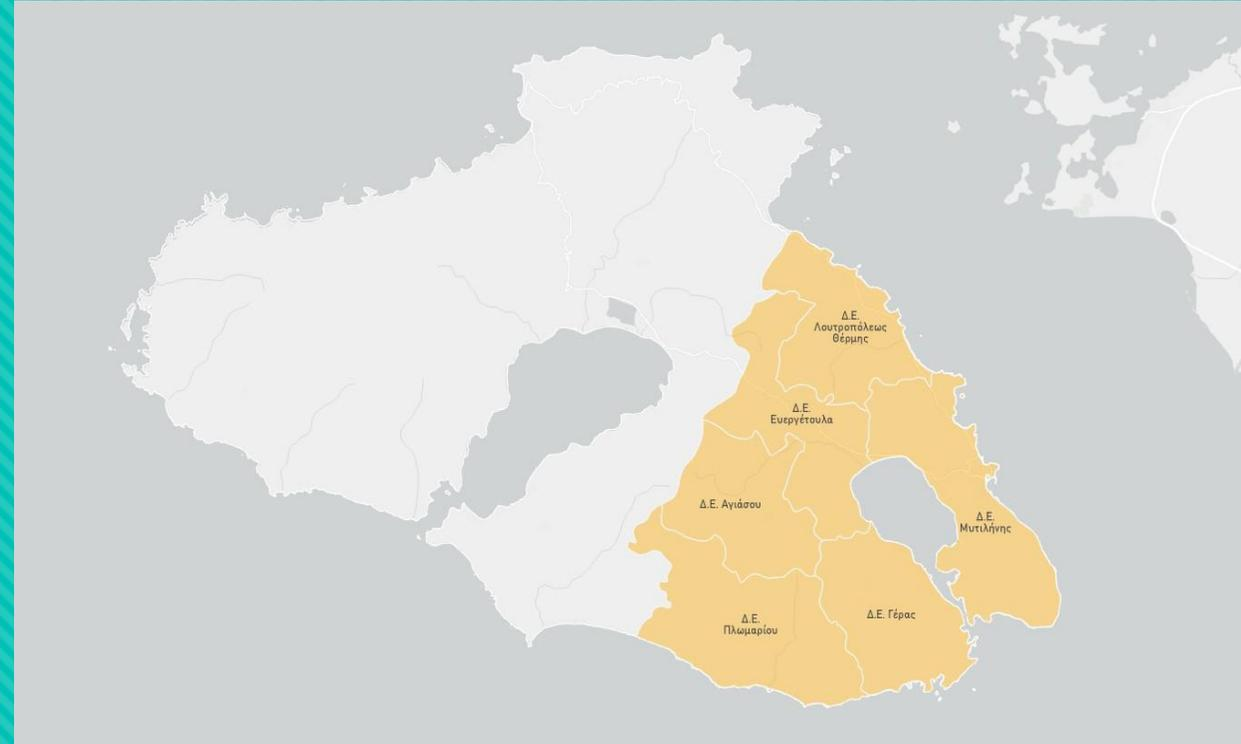 Δ.Ε.
Λουτροπόλεως
Θέρμης
Δ.Ε.
Ευεργέτουλα
Δ.Ε. Αγιάσου
Δ.Ε.
Μυτιλήνης
Δ.Ε.
Πλωμαρίου
Δ.Ε. Γέρας